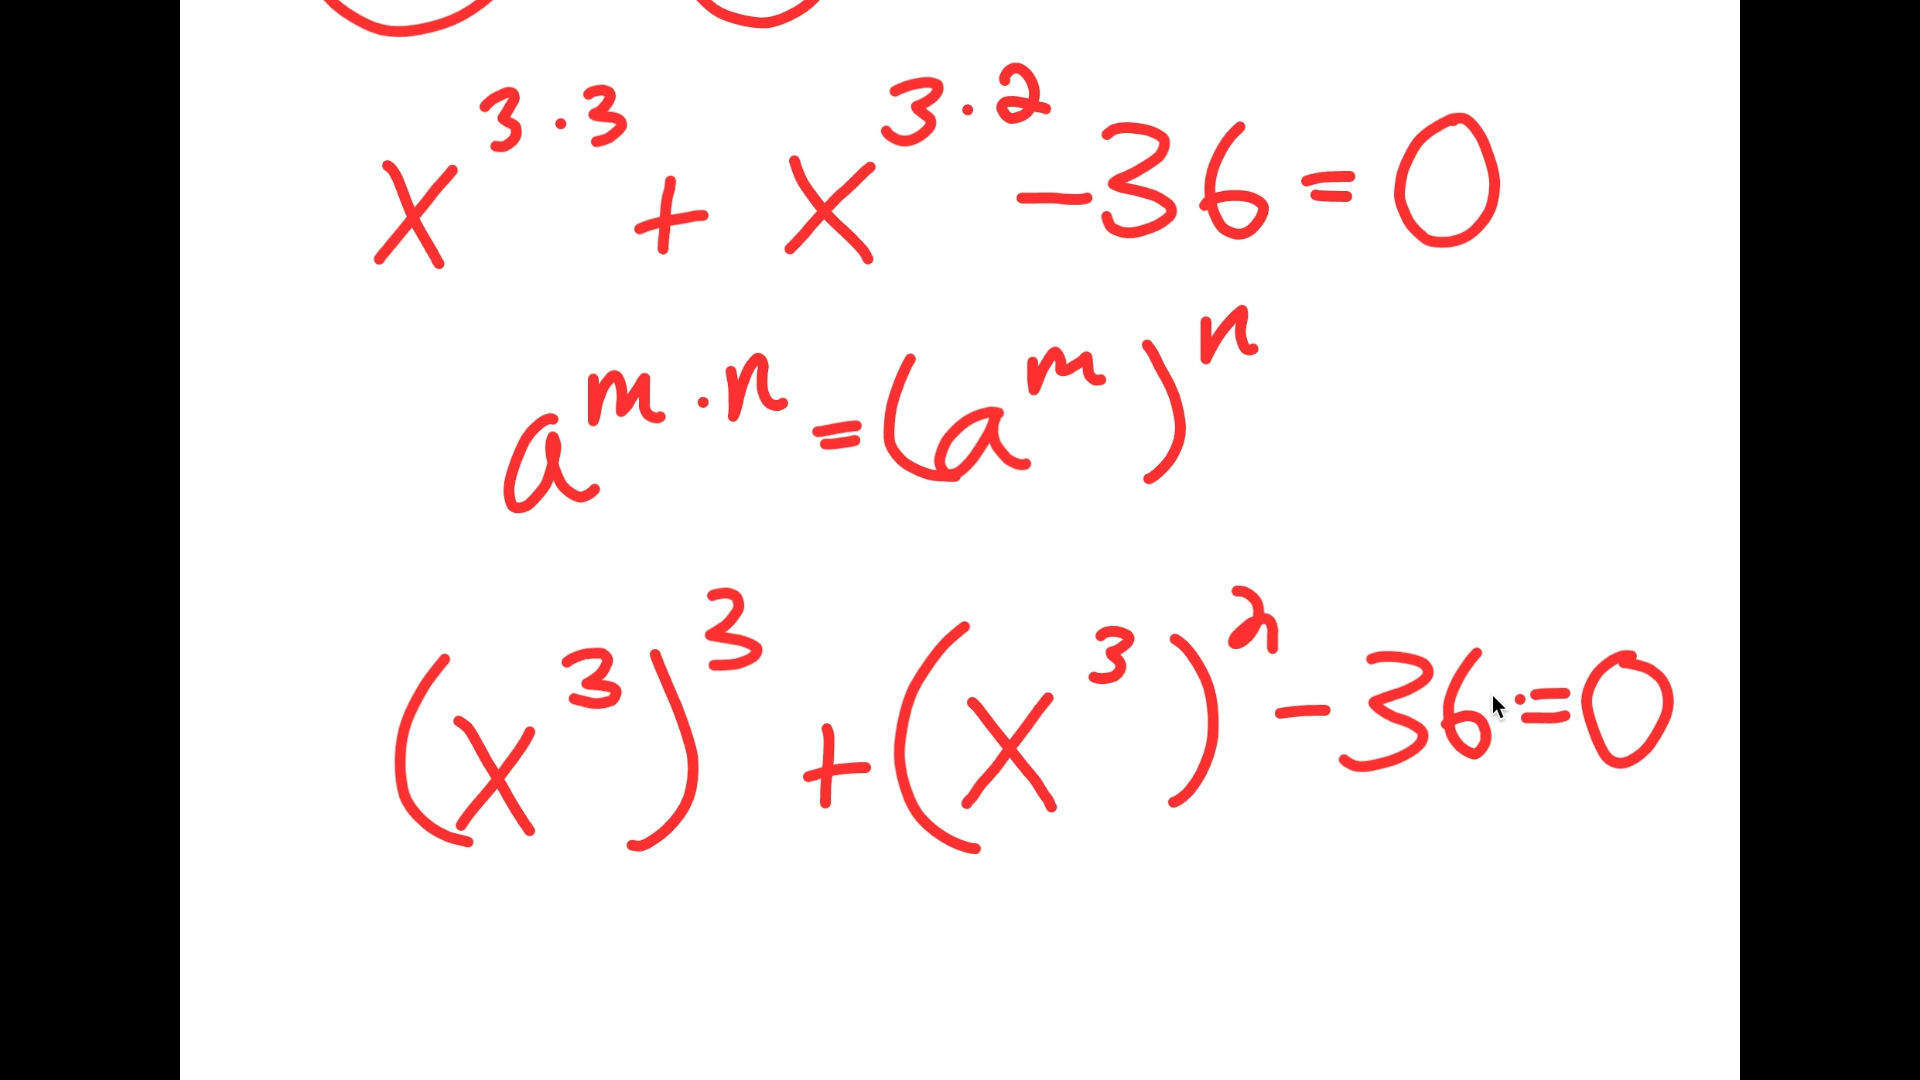 x^{3·3} + x^{3·2} - 36 = 0
a^{m·n} = (a^m)^n
(x^3)^3 + (x^3)^2 - 36 = 0